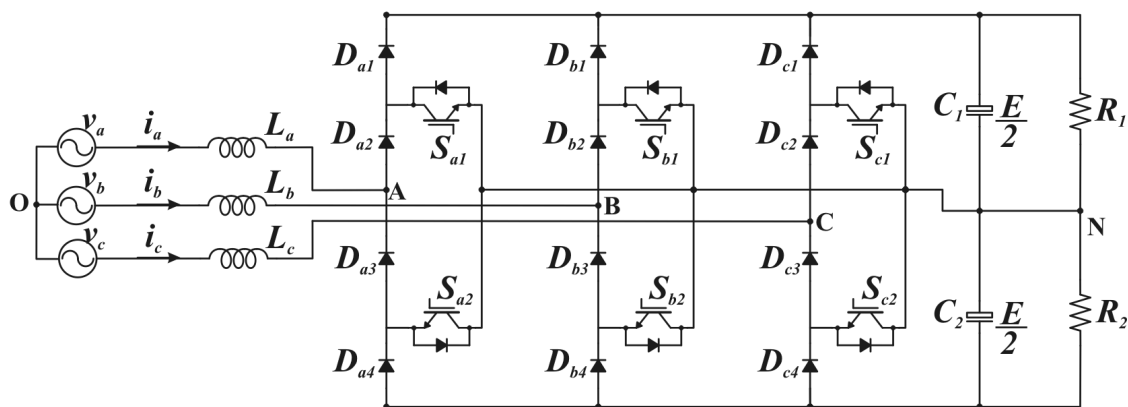 D_a1 D_b1 D_c1
v_a i_a L_a D_a2 S_a1 D_b2 S_b1 D_c2 S_c1 C_1 E/2 R_1
A
O v_b i_b L_b B N
C
v_c i_c L_c D_a3 S_a2 D_b3 S_b2 D_c3 S_c2 C_2 E/2 R_2
D_a4 D_b4 D_c4